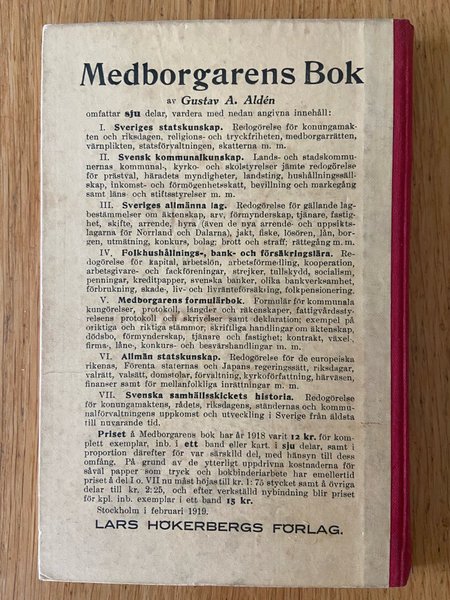 Medborgarens Bok
av Gustav A. Aldén
omfattar sju delar, vardera med nedan angivna innehåll:
I. Sveriges statskunskap. Redogörelse för konungamak-
ten och riksdagen, religions- och tryckfriheten, medborgarrätten,
värnplikten, statsförvaltningen, skatterna m. m.
II. Svensk kommunalkunskap. Lands- och stadskommu-
nernas kommunal-, kyrko- och skolstyrelser jämte redogörelse
för prästval, häradets myndigheter, landsting, hushållningssäll-
skap, inkomst- och förmögenhetsskatt, bevillning och markegång
samt läns- och stiftsstyrelser m. m.
III. Sveriges allmänna lag. Redogörelse för gällande lag-
bestämmelser om äktenskap, arv, förmynderskap, tjänare, fastig-
het, skifte, arrende, hyra (även de nya arrende- och uppsikts-
lagarna för Norrland och Dalarna), jakt, fiske, lösören, lån, bor-
gen, utmätning, konkurs, bolag; brott och straff; rättegång m. m.
IV. Folkhushållnings-, bank- och försäkringslära. Re-
dogörelse för kapital, arbetslön, arbetsförmedling, kooperation,
arbetsgivare- och fackföreningar, strejker, tullskydd, socialism,
penningar, kreditpapper, svenska banker, olika bankverksamhet,
förbrukning, skade-, liv- och livränteförsäkring, folkpensionering.
V. Medborgarens formulärbok. Formulär för kommunala
kungörelser, protokoll, längder och räkenskaper, fattigvårdssty-
relsens protokoll och skrivelser samt deklaration; exempel på
oriktiga och riktiga stämmor; skriftliga handlingar om äktenskap,
dödsbo, förmynderskap, tjänare och fastighet; kontrakt, växel,
firma-, låne-, konkurs- och besvärshandlingar m. m.
VI. Allmän statskunskap. Redogörelse för de europeiska
rikenas, Förenta staternas och Japans regeringssätt, riksdagar,
valrätt, valsätt, domstolar, förvaltning, kyrkoförfattning, härväsen,
finanser samt för mellanfolkliga inrättningar m. m.
VII. Svenska samhällsskickets historia. Redogörelse
för konungamaktens, rådets, riksdagens, ståndernas och kommu-
nalförvaltningens uppkomst och utveckling i Sverige från äldsta
till nuvarande tid.
Priset å Medborgarens bok har år 1918 varit 12 kr. för kom-
plett exemplar, inb. i ett band eller kart. i sju delar, samt i
proportion därefter för var särskild del, med hänsyn till dess
omfång. På grund av de ytterligt uppdrivna kostnaderna för
såväl papper som tryck och bokbinderiarbete har emellertid
priset å del I o. VII nu måst höjas till kr. 1: 75 stycket samt å övriga
delar till kr. 2: 25, och efter verkställd nybindning blir priset
för kpl. inb. exemplar i ett band 15 kr.
Stockholm i februari 1919.
LARS HÖKERBERGS FÖRLAG.